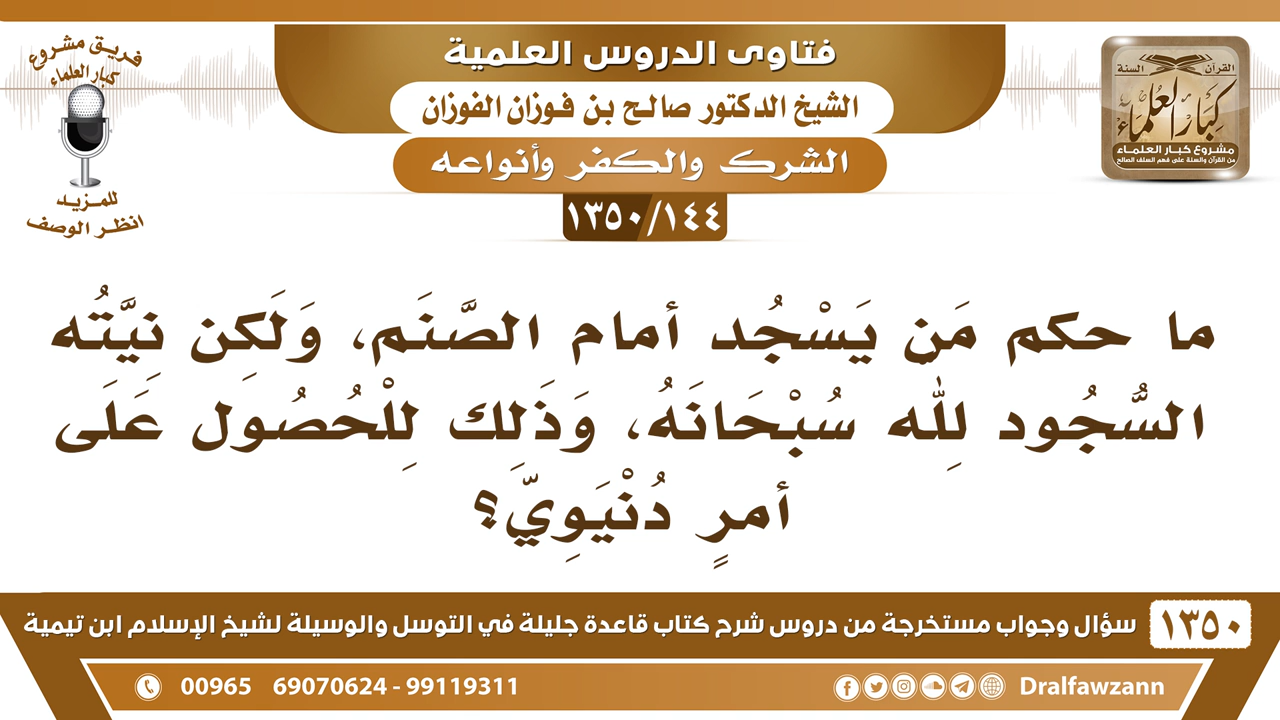 فتاوى الدروس العلمية
الشيخ الدكتور صالح بن فوزان الفوزان
الشرك والكفر وأنواعه
١٣٥٠/١٤٤
فريق مشروع
كبار العلماء
للمزيد
انظر الوصف
القرآن السنة
كبار العلماء
مشروع كبار العلماء
من القرآن والسنة على فهم السلف الصالح
ما حكم مَن يَسْجُد أمام الصَّنَم، وَلَكِن نِيَّتُه
السُّجُود لِلّٰه سُبْحَانَهُ، وَذَلِك لِلْحُصُول عَلَى
أمرٍ دُنْيَوِيّ؟
١٣٥٠ سؤال وجواب مستخرجة من دروس شرح كتاب قاعدة جليلة في التوسل والوسيلة لشيخ الإسلام ابن تيمية
00965 69070624 - 99119311
Dralfawzann